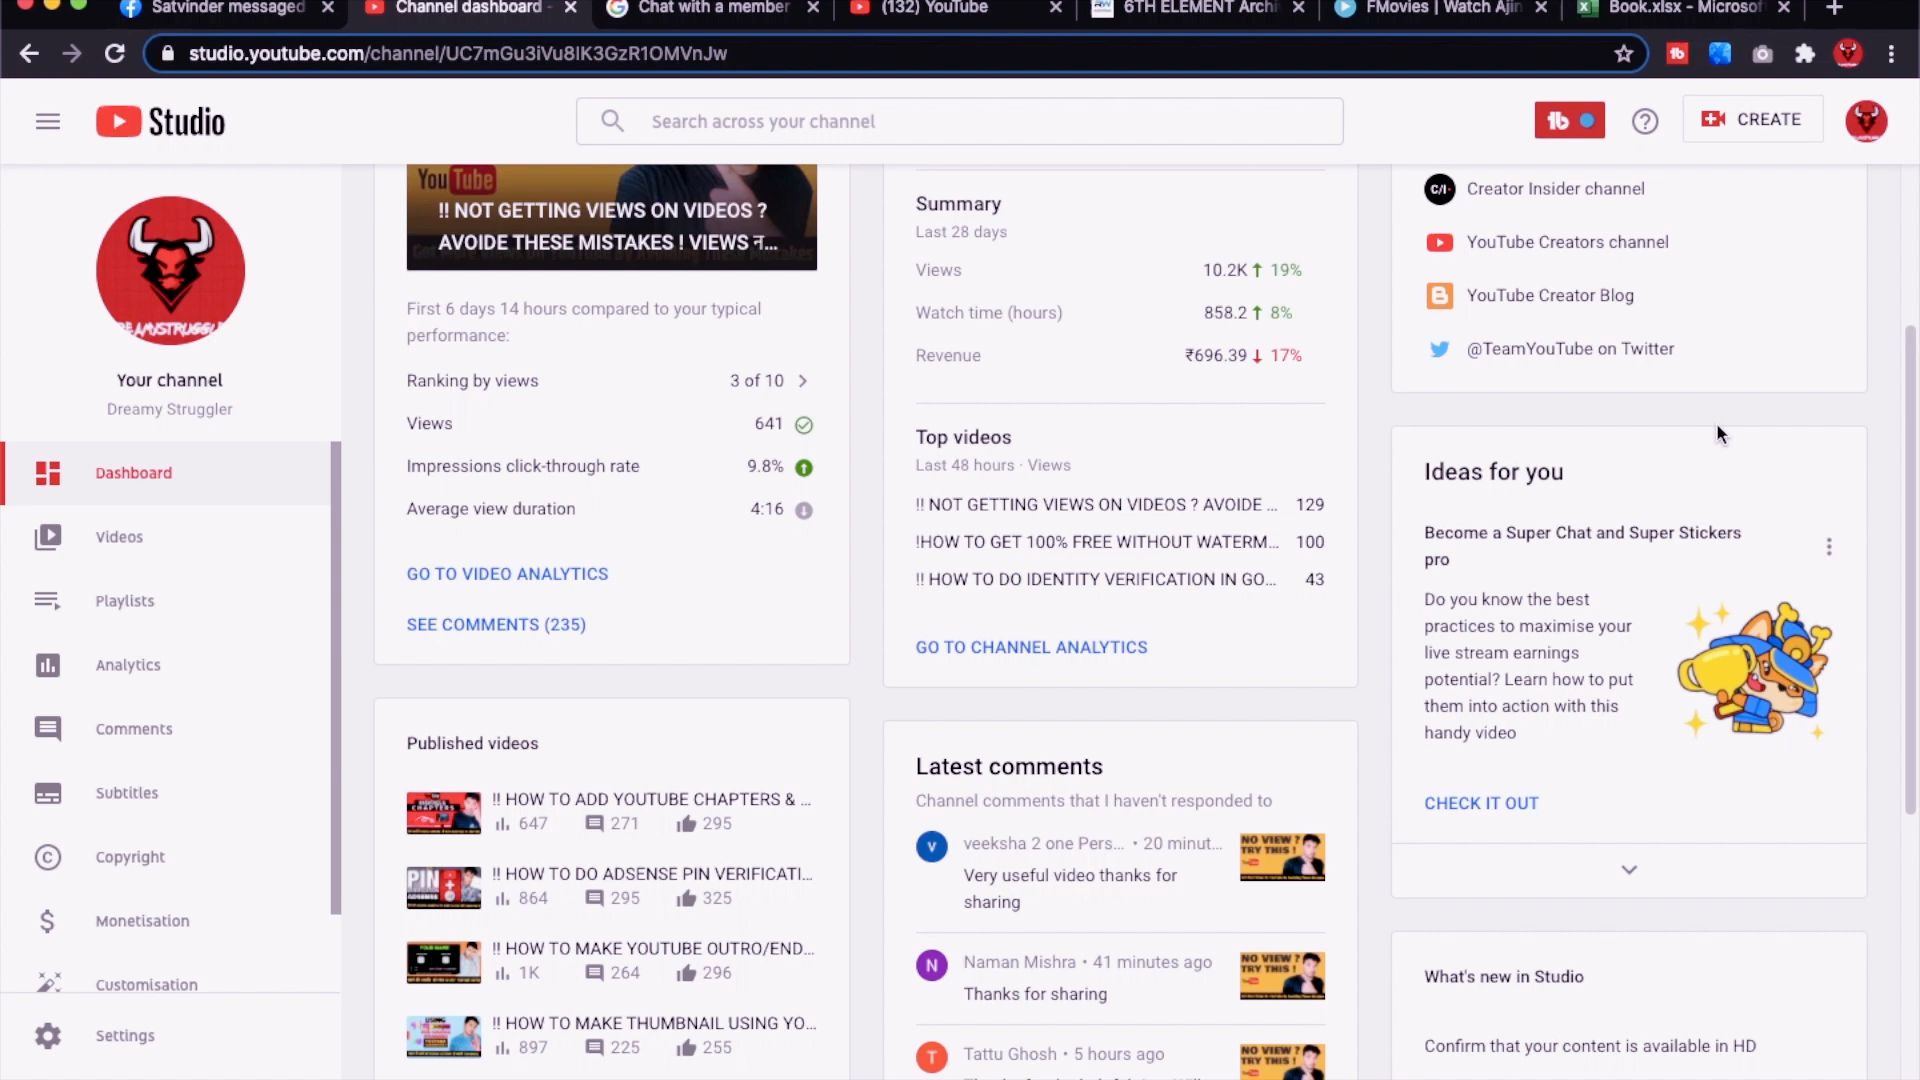 Satvinder messaged
Channel dashboard -
Chat with a member
(132) YouTube
6TH ELEMENT Archi
FMovies | Watch Ajin
Book.xlsx - Microsof
studio.youtube.com/channel/UC7mGu3iVu8IK3GzR1OMVnJw
Studio
Search across your channel
CREATE
Your channel
Dreamy Struggler
Dashboard
Videos
Playlists
Analytics
Comments
Subtitles
Copyright
Monetisation
Customisation
Settings
YouTube
!! NOT GETTING VIEWS ON VIDEOS ?
AVOIDE THESE MISTAKES ! VIEWS न...
First 6 days 14 hours compared to your typical
performance:
Ranking by views 3 of 10
Views 641
Impressions click-through rate 9.8%
Average view duration 4:16
GO TO VIDEO ANALYTICS
SEE COMMENTS (235)
Published videos
!! HOW TO ADD YOUTUBE CHAPTERS & ...
647 271 295
!! HOW TO DO ADSENSE PIN VERIFICATI...
864 295 325
!! HOW TO MAKE YOUTUBE OUTRO/END...
1K 264 296
!! HOW TO MAKE THUMBNAIL USING YO...
897 225 255
Summary
Last 28 days
Views 10.2K 19%
Watch time (hours) 858.2 8%
Revenue ₹696.39 17%
Top videos
Last 48 hours · Views
!! NOT GETTING VIEWS ON VIDEOS ? AVOIDE ... 129
!HOW TO GET 100% FREE WITHOUT WATERM... 100
!! HOW TO DO IDENTITY VERIFICATION IN GO... 43
GO TO CHANNEL ANALYTICS
Latest comments
Channel comments that I haven't responded to
V
veeksha 2 one Pers... • 20 minut...
Very useful video thanks for
sharing
NO VIEW ?
TRY THIS !
N
Naman Mishra • 41 minutes ago
Thanks for sharing
NO VIEW ?
TRY THIS !
T
Tattu Ghosh • 5 hours ago
NO VIEW ?
TRY THIS !
C/I
Creator Insider channel
YouTube Creators channel
YouTube Creator Blog
@TeamYouTube on Twitter
Ideas for you
Become a Super Chat and Super Stickers
pro
Do you know the best
practices to maximise your
live stream earnings
potential? Learn how to put
them into action with this
handy video
CHECK IT OUT
What's new in Studio
Confirm that your content is available in HD